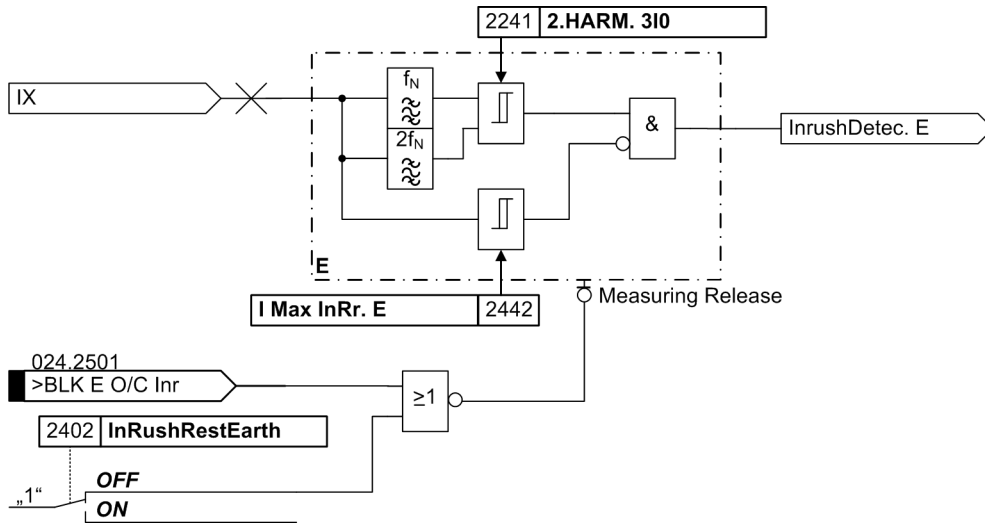 2241 2.HARM. 3I0
IX
fN
2fN
&
InrushDetec. E
E
I Max InRr. E 2442
Measuring Release
024.2501
>BLK E O/C Inr
≥1
2402 InRushRestEarth
„1“
OFF
ON